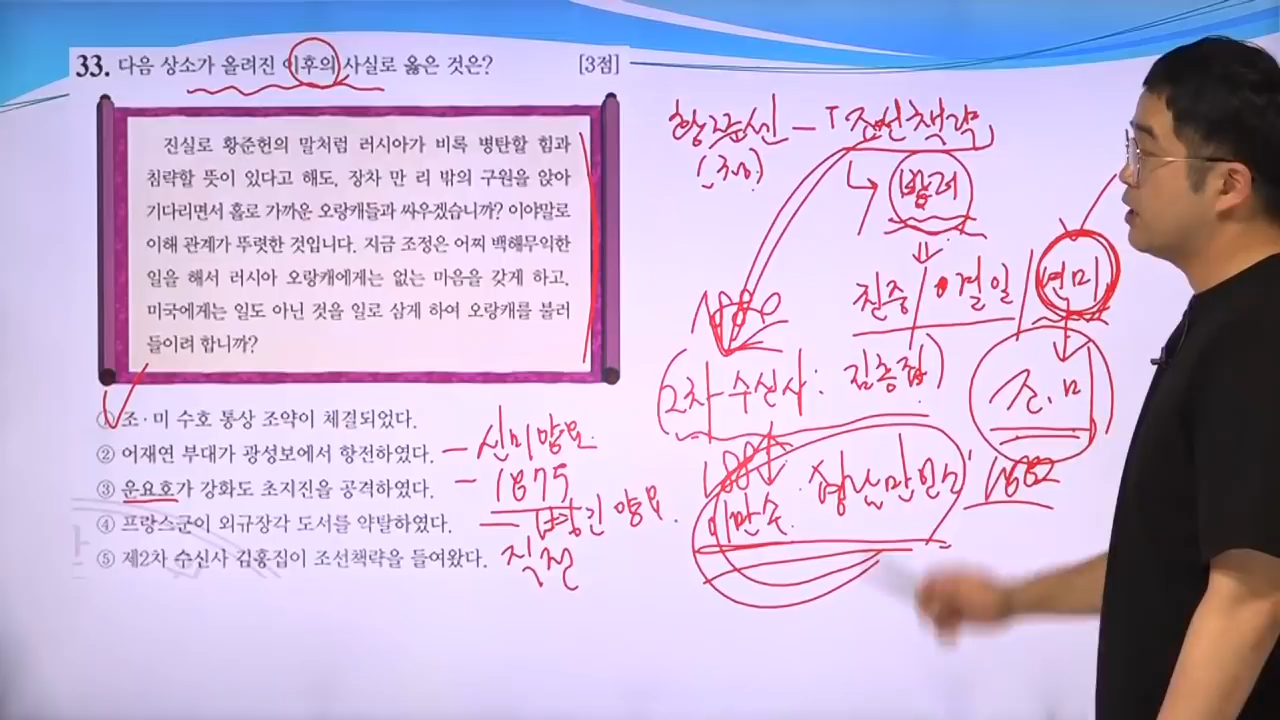 33. 다음 상소가 올려진 이후의 사실로 옳은 것은? [3점]
진실로 황준헌의 말처럼 러시아가 비록 병탄할 힘과
침략할 뜻이 있다고 해도, 장차 만 리 밖의 구원을 앉아
기다리면서 홀로 가까운 오랑캐들과 싸우겠습니까? 이야말로
이해 관계가 뚜렷한 것입니다. 지금 조정은 어찌 백해무익한
일을 해서 러시아 오랑캐에게는 없는 마음을 갖게 하고,
미국에게는 일도 아닌 것을 일로 삼게 하여 오랑캐를 불러
들이려 합니까?
① 조·미 수호 통상 조약이 체결되었다.
② 어재연 부대가 광성보에서 항전하였다.
③ 운요호가 강화도 초지진을 공격하였다.
④ 프랑스군이 외규장각 도서를 약탈하였다.
⑤ 제2차 수신사 김홍집이 조선책략을 들여왔다.
- 신미양요.
- 1875
- 병인양요.
직전
황쭌셴 - 「조선책략」
친중 / 결일 / 연미
1880
(2차 수신사: 김홍집)
조.미
1882
1881
이만손. 영남만인소